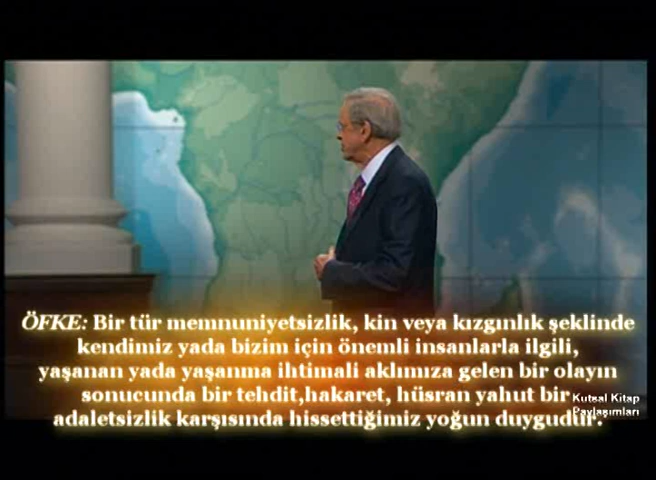 ÖFKE: Bir tür memnuniyetsizlik, kin veya kızgınlık şeklinde
kendimiz yada bizim için önemli insanlarla ilgili,
yaşanan yada yaşanma ihtimali aklımıza gelen bir olayın
sonucunda bir tehdit,hakaret, hüsran yahut bir
adaletsizlik karşısında hissettiğimiz yoğun duygudur.
Kutsal Kitap
Paylaşımları